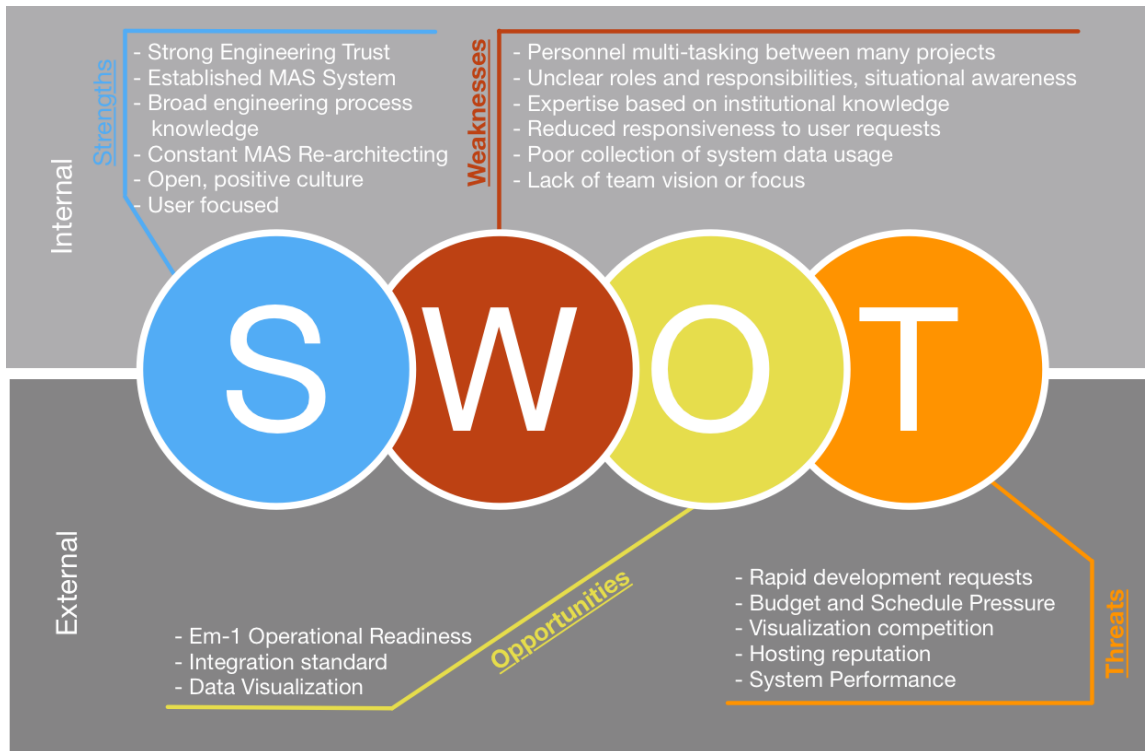 Internal
Strengths
- Strong Engineering Trust
- Established MAS System
- Broad engineering process
knowledge
- Constant MAS Re-architecting
- Open, positive culture
- User focused
Weaknesses
- Personnel multi-tasking between many projects
- Unclear roles and responsibilities, situational awareness
- Expertise based on institutional knowledge
- Reduced responsiveness to user requests
- Poor collection of system data usage
- Lack of team vision or focus
S W O T
External
- Em-1 Operational Readiness
- Integration standard
- Data Visualization
Opportunities
- Rapid development requests
- Budget and Schedule Pressure
- Visualization competition
- Hosting reputation
- System Performance
Threats